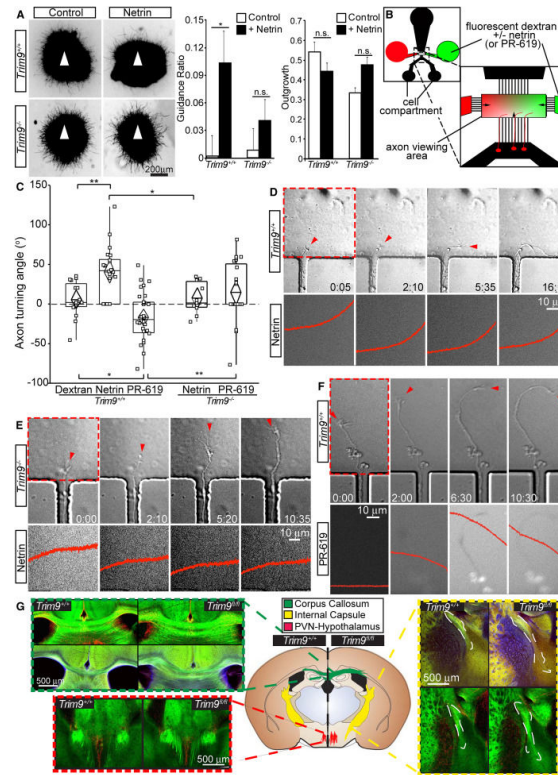 A
Control
Netrin
Trim9+/+
Trim9-/-
200µm
Control
+ Netrin
Guidance Ratio
0.15
0.10
0.05
0.00
*
n.s.
Trim9+/+ Trim9-/-
Control
+ Netrin
Outgrowth
0.7
0.6
0.5
0.4
0.3
0.2
0.1
0.0
n.s.
n.s.
Trim9+/+ Trim9-/-
B
fluorescent dextran
+/- netrin
(or PR-619)
cell
compartment
axon viewing
area
C
Axon turning angle (°)
150
100
50
0
-50
-100
**
*
*
**
Dextran Netrin PR-619 Netrin PR-619
Trim9+/+ Trim9-/-
D
Trim9+/+
0:05
2:10
5:35
16:
Netrin
10 µm
E
Trim9-/-
0:00
2:10
5:20
10:35
Netrin
10 µm
F
Trim9+/+
0:00
2:00
6:30
10:30
PR-619
10 µm
G
Trim9+/+
Trim9fl/fl
500 µm
Trim9+/+
Trim9fl/fl
500 µm
Corpus Callosum
Internal Capsule
PVN-Hypothalamus
Trim9+/+
Trim9fl/fl
Trim9+/+
Trim9fl/fl
500 µm